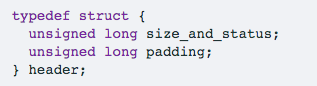 typedef struct {
  unsigned long size_and_status;
  unsigned long padding;
} header;